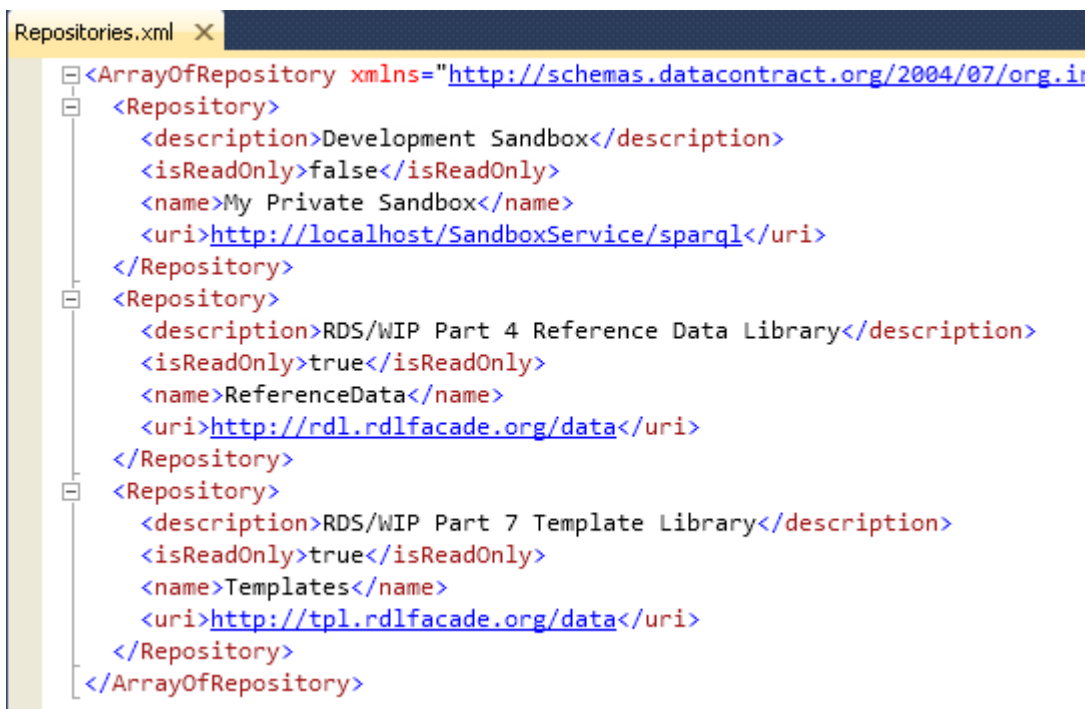 Repositories.xml
<ArrayOfRepository xmlns="http://schemas.datacontract.org/2004/07/org.i
<Repository>
<description>Development Sandbox</description>
<isReadOnly>false</isReadOnly>
<name>My Private Sandbox</name>
<uri>http://localhost/SandboxService/sparql</uri>
</Repository>
<Repository>
<description>RDS/WIP Part 4 Reference Data Library</description>
<isReadOnly>true</isReadOnly>
<name>ReferenceData</name>
<uri>http://rdl.rdlfacade.org/data</uri>
</Repository>
<Repository>
<description>RDS/WIP Part 7 Template Library</description>
<isReadOnly>true</isReadOnly>
<name>Templates</name>
<uri>http://tpl.rdlfacade.org/data</uri>
</Repository>
</ArrayOfRepository>